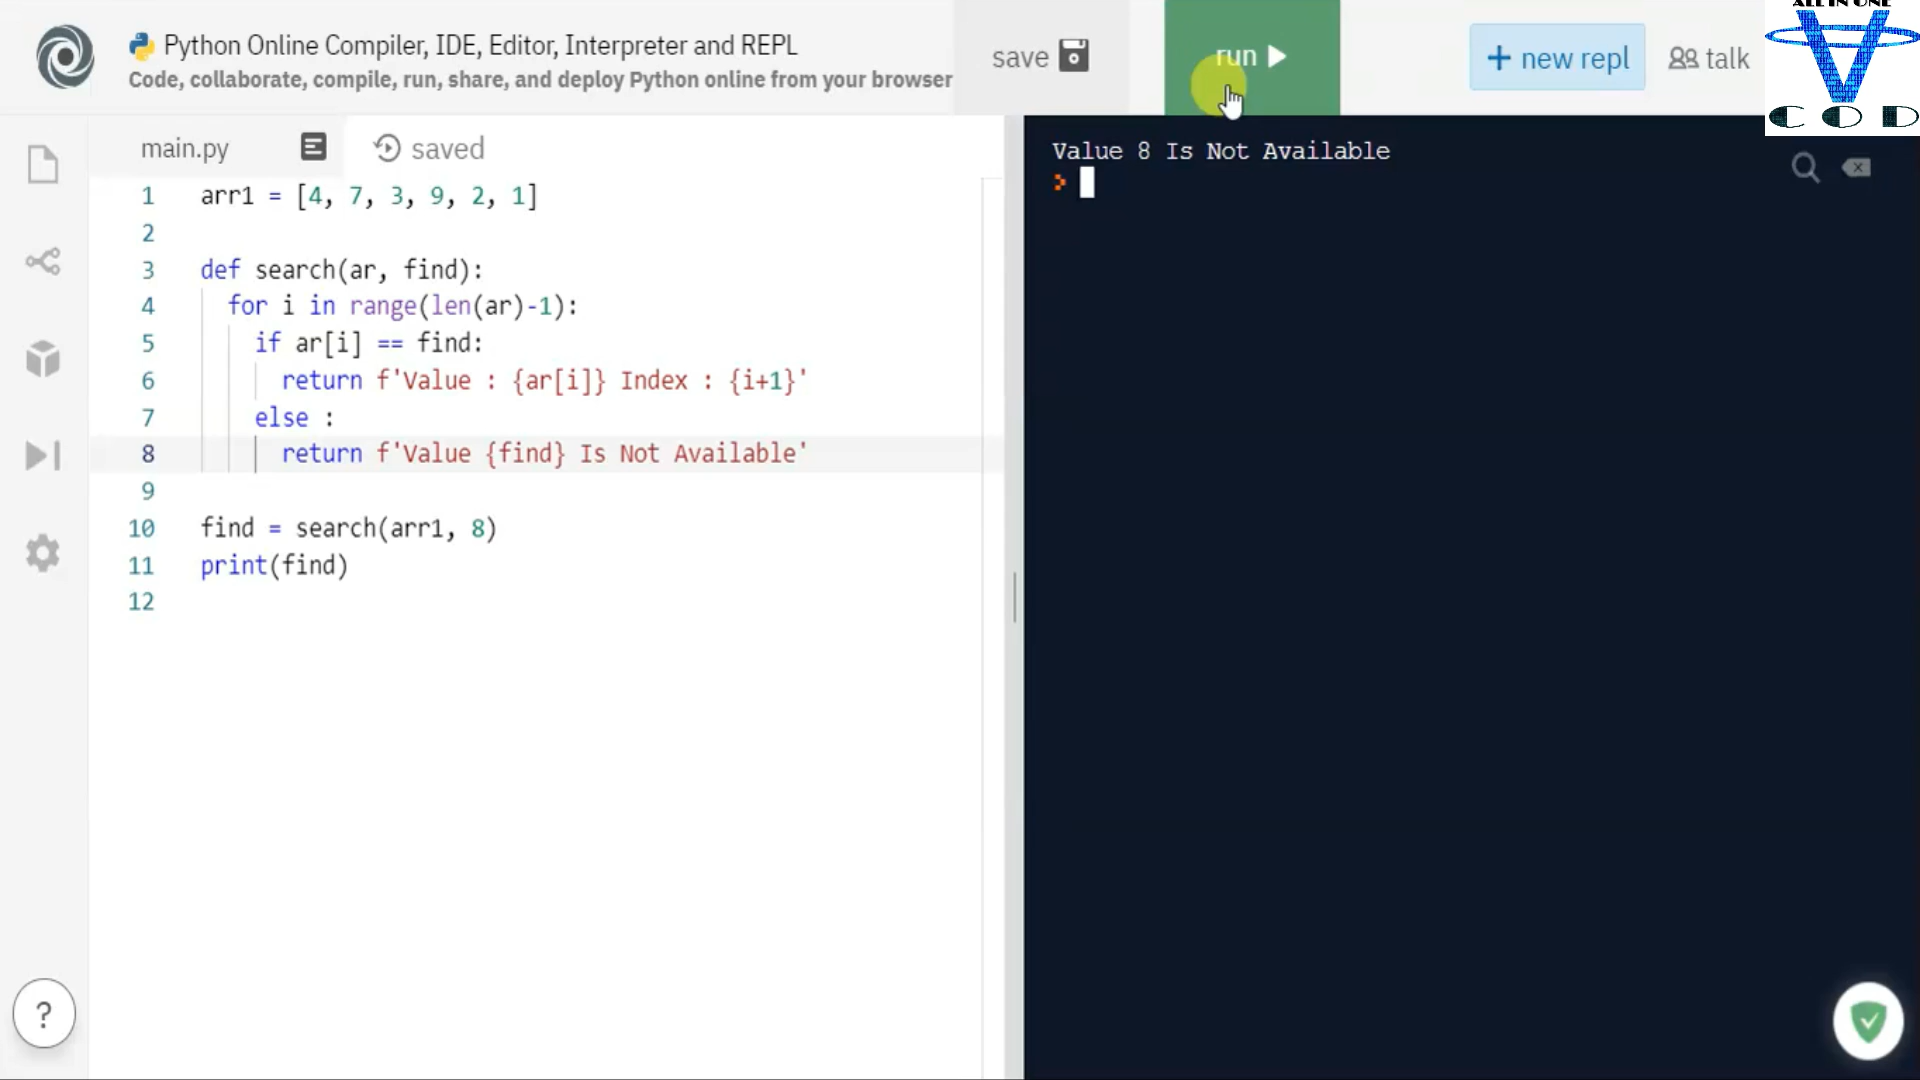 Python Online Compiler, IDE, Editor, Interpreter and REPL
Code, collaborate, compile, run, share, and deploy Python online from your browser
save
run
+ new repl
talk
ALL IN ONE
C O D
main.py
saved
1 arr1 = [4, 7, 3, 9, 2, 1]
2
3 def search(ar, find):
4 for i in range(len(ar)-1):
5 if ar[i] == find:
6 return f'Value : {ar[i]} Index : {i+1}'
7 else :
8 return f'Value {find} Is Not Available'
9
10 find = search(arr1, 8)
11 print(find)
12
Value 8 Is Not Available
>
?